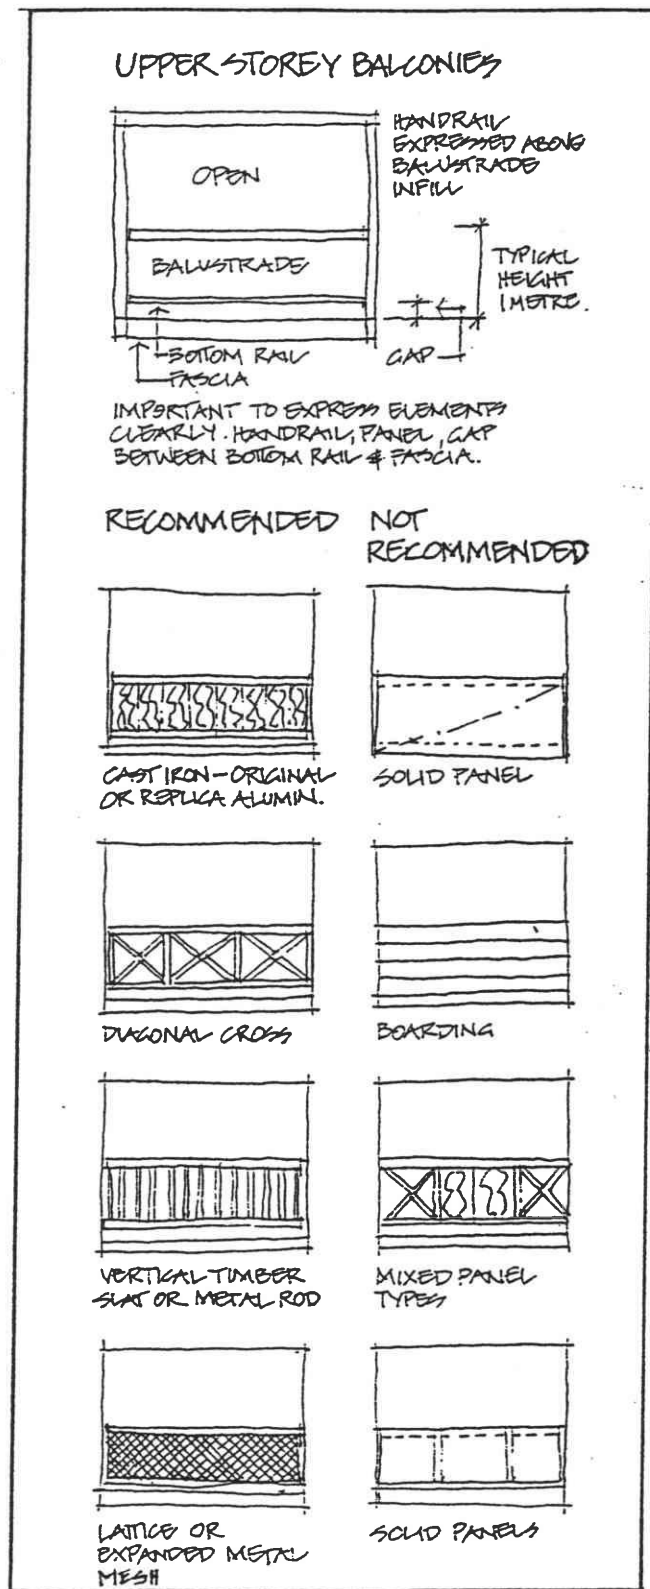 UPPER STOREY BALCONIES
OPEN
HANDRAIL
EXPRESSED ABOVE
BALUSTRADE
INFILL
BALUSTRADE
TYPICAL
HEIGHT
1 METRE.
BOTTOM RAIL
FASCIA
GAP
IMPORTANT TO EXPRESS ELEMENTS
CLEARLY. HANDRAIL, PANEL, GAP
BETWEEN BOTTOM RAIL & FASCIA.
RECOMMENDED
NOT
RECOMMENDED
CAST IRON - ORIGINAL
OR REPLICA ALUMIN.
SOLID PANEL
DIAGONAL CROSS
BOARDING
VERTICAL TIMBER
SLAT OR METAL ROD
MIXED PANEL
TYPES
LATTICE OR
EXPANDED METAL
MESH
SOLID PANELS